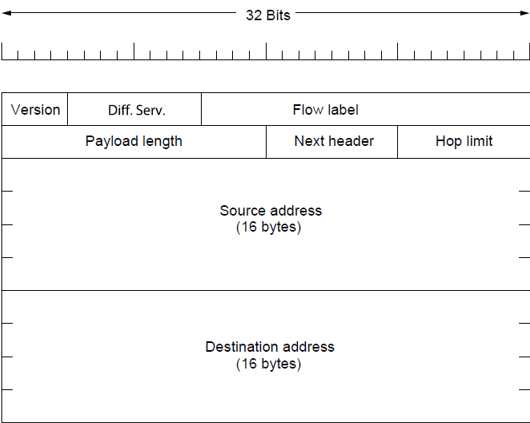 32 Bits
Version Diff. Serv. Flow label
Payload length Next header Hop limit
Source address
(16 bytes)
Destination address
(16 bytes)